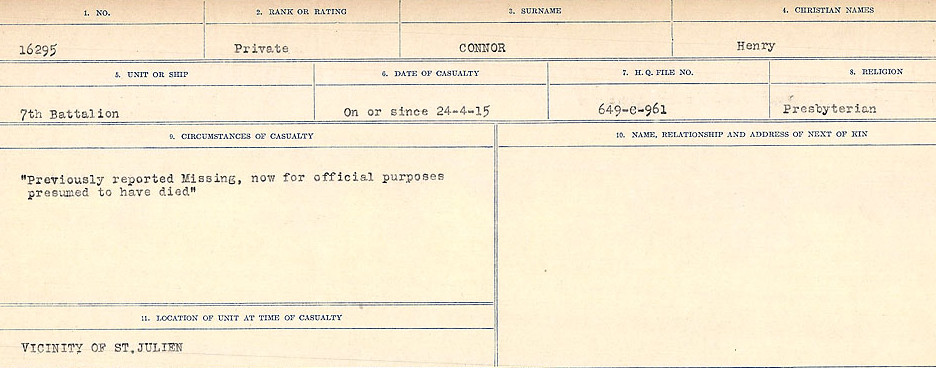 1. NO.
2. RANK OR RATING
3. SURNAME
4. CHRISTIAN NAMES
16295
Private
CONNOR
Henry
5. UNIT OR SHIP
6. DATE OF CASUALTY
7. H. Q. FILE NO.
8. RELIGION
7th Battalion
On or since 24-4-15
649-C-961
Presbyterian
9. CIRCUMSTANCES OF CASUALTY
10. NAME, RELATIONSHIP AND ADDRESS OF NEXT OF KIN
"Previously reported Missing, now for official purposes
presumed to have died"
11. LOCATION OF UNIT AT TIME OF CASUALTY
VICINITY OF ST.JULIEN